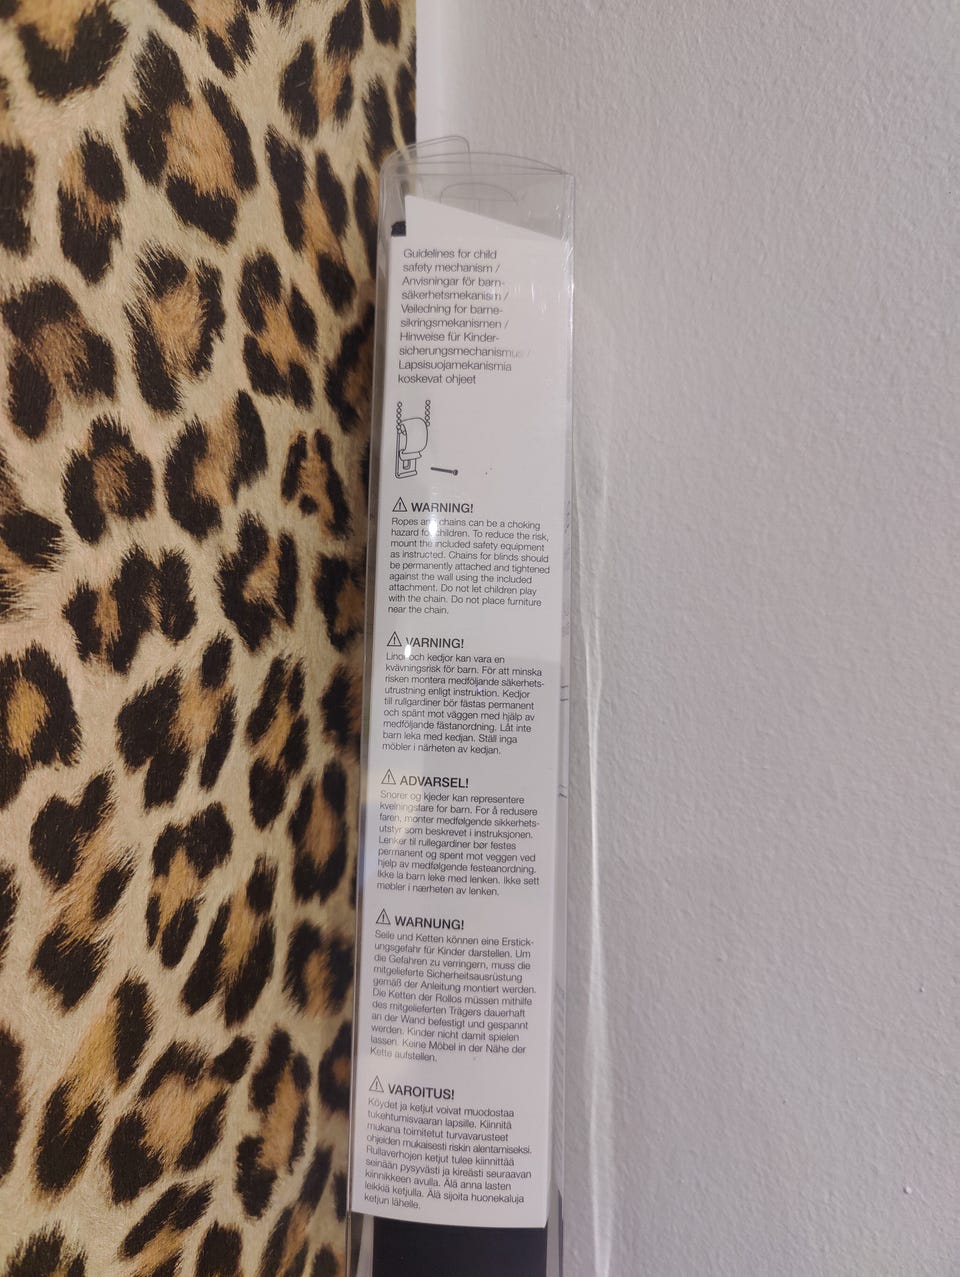 Guidelines for child
safety mechanism /
Anvisningar för barn-
säkerhetsmekanism /
Veiledning for barne-
sikringsmekanismen /
Hinweise für Kinder-
sicherungsmechanismus /
Lapsisuojamekanismia
koskevat ohjeet
WARNING!
Ropes and chains can be a choking
hazard for children. To reduce the risk,
mount the included safety equipment
as instructed. Chains for blinds should
be permanently attached and tightened
against the wall using the included
attachment. Do not let children play
with the chain. Do not place furniture
near the chain.
VARNING!
Linor och kedjor kan vara en
kvävningsrisk för barn. För att minska
risken montera medföljande säkerhets-
utrustning enligt instruktion. Kedjor
till rullgardiner bör fästas permanent
och spänt mot väggen med hjälp av
medföljande fästanordning. Låt inte
barn leka med kedjan. Ställ inga
möbler i närheten av kedjan.
ADVARSEL!
Snorer og kjeder kan representere
kvelningsfare for barn. For å redusere
faren, monter medfølgende sikkerhets-
utstyr som beskrevet i instruksjonen.
Lenker til rullegardiner bør festes
permanent og spent mot veggen ved
hjelp av medfølgende festeanordning.
Ikke la barn leke med lenken. Ikke sett
møbler i nærheten av lenken.
WARNUNG!
Seile und Ketten können eine Erstick-
ungsgefahr für Kinder darstellen. Um
die Gefahren zu verringern, muss die
mitgelieferte Sicherheitsausrüstung
gemäß der Anleitung montiert werden.
Die Ketten der Rollos müssen mithilfe
des mitgelieferten Trägers dauerhaft
an der Wand befestigt und gespannt
werden. Kinder nicht damit spielen
lassen. Keine Möbel in der Nähe der
Kette aufstellen.
VAROITUS!
Köydet ja ketjut voivat muodostaa
tukehtumisvaaran lapsille. Kiinnitä
mukana toimitetut turvavarusteet
ohjeiden mukaisesti riskin alentamiseksi.
Rullaverhojen ketjut tulee kiinnittää
seinään pysyvästi ja kireästi seuraavan
kiinnikkeen avulla. Älä anna lasten
leikkiä ketjulla. Älä sijoita huonekaluja
ketjun lähelle.